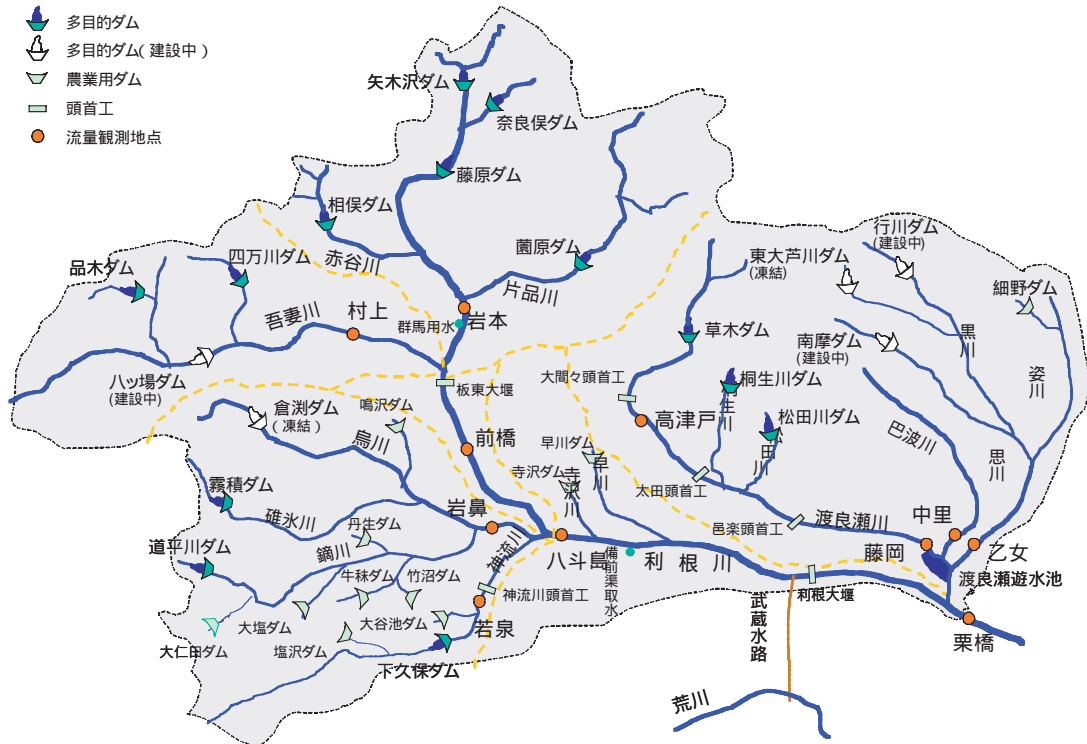 多目的ダム
多目的ダム(建設中)
農業用ダム
頭首工
流量観測地点
矢木沢ダム
奈良俣ダム
藤原ダム
相俣ダム
赤谷川
薗原ダム
片品川
品木ダム
四万川ダム
吾妻川
村上
群馬用水
岩本
八ッ場ダム
(建設中)
板東大堰
行川ダム
(建設中)
東大芦川ダム
(凍結)
細野ダム
草木ダム
南摩ダム
(建設中)
黒川
姿川
大間々頭首工
桐生川ダム
桐生川
高津戸
松田川ダム
松田川
巴波川
思川
倉渕ダム
(凍結)
鳴沢ダム
烏川
前橋
早川ダム
早川
寺沢ダム
寺沢川
太田頭首工
霧積ダム
碓氷川
丹生ダム
岩鼻
邑楽頭首工
渡良瀬川
中里
道平川ダム
鏑川
神流川
八斗島
備前渠取水
利根川
藤岡
乙女
渡良瀬遊水池
牛秣ダム
竹沼ダム
神流川頭首工
利根大堰
大塩ダム
大谷池ダム
若泉
武蔵水路
栗橋
大仁田ダム
塩沢ダム
下久保ダム
荒川